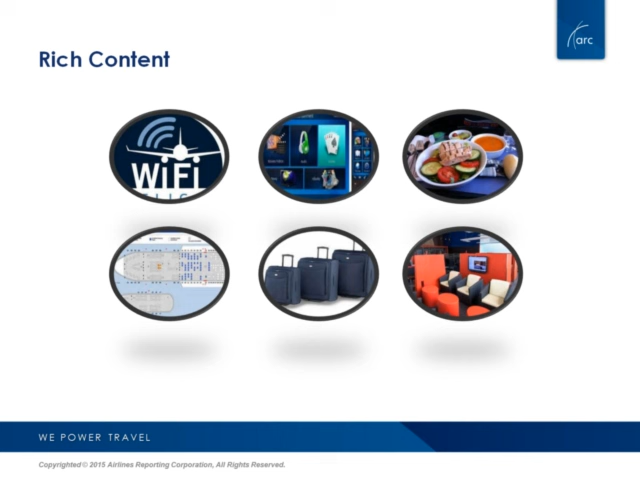 arc
Rich Content
WiFi
WE POWER TRAVEL
Copyrighted © 2015 Airlines Reporting Corporation, All Rights Reserved.